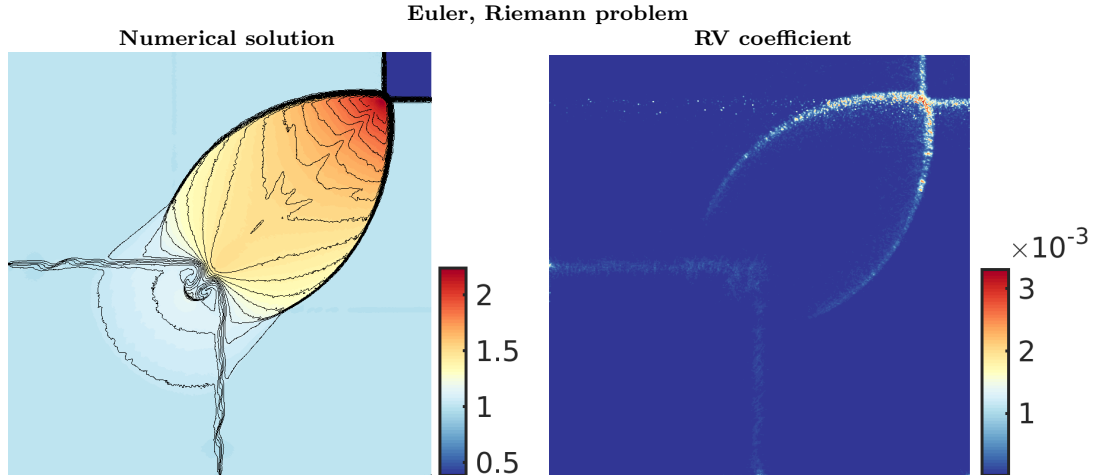 Euler, Riemann problem
Numerical solution
RV coefficient
2
1.5
1
0.5
×10⁻³
3
2
1